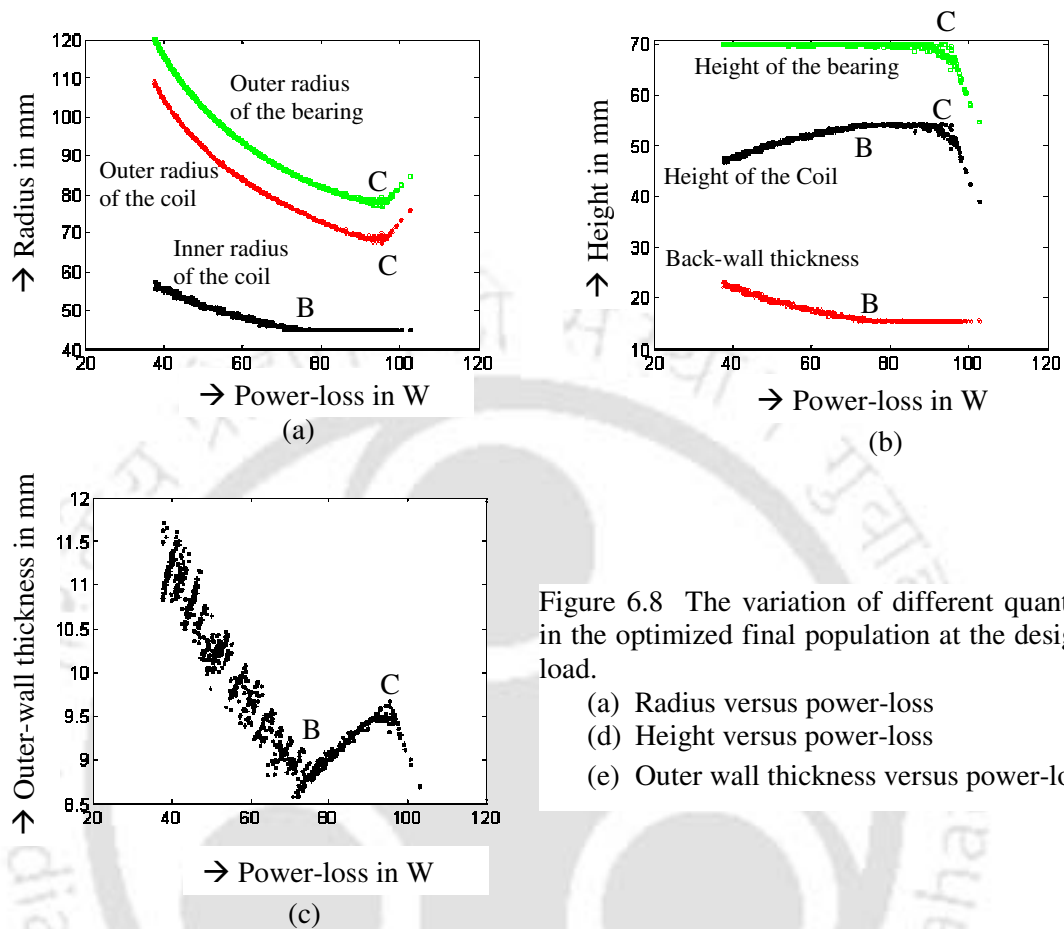 120
110
100
90
80
70
60
50
40
20 40 60 80 100 120
→ Radius in mm
→ Power-loss in W
Outer radius
of the bearing
Outer radius
of the coil
Inner radius
of the coil
C
C
B
(a)
70
60
50
40
30
20
10
20 40 60 80 100 120
→ Height in mm
→ Power-loss in W
C
Height of the bearing
C
B
Height of the Coil
Back-wall thickness
B
(b)
12
11.5
11
10.5
10
9.5
9
8.5
20 40 60 80 100 120
→ Outer-wall thickness in mm
→ Power-loss in W
B
C
(c)
Figure 6.8 The variation of different quant
in the optimized final population at the desig
load.
(a) Radius versus power-loss
(d) Height versus power-loss
(e) Outer wall thickness versus power-lo